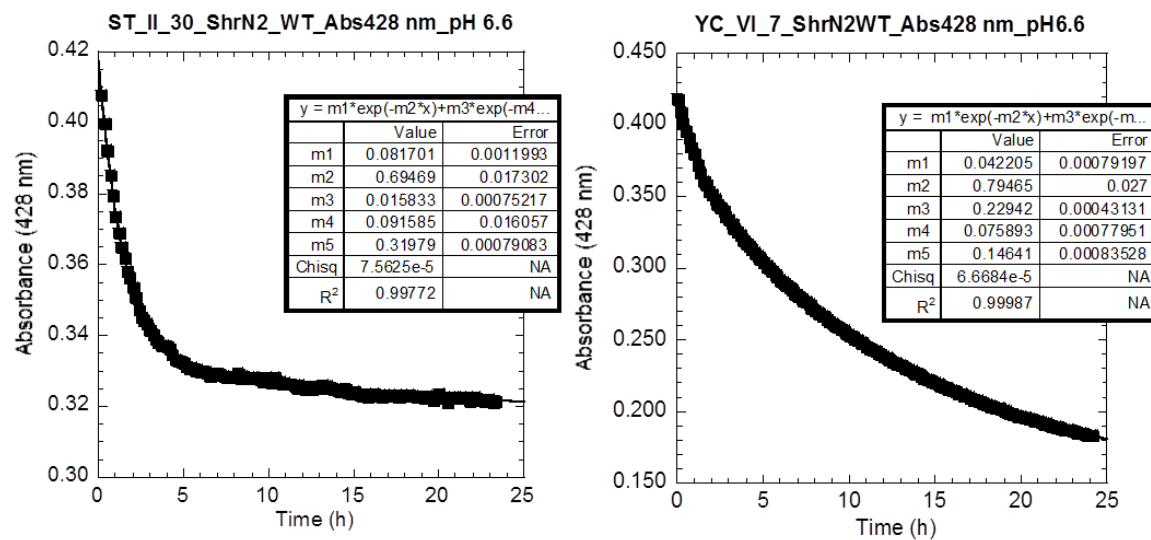 ST_II_30_ShrN2_WT_Abs428 nm_pH 6.6
Absorbance (428 nm)
0.42
0.40
0.38
0.36
0.34
0.32
0.30
0
5
10
15
20
25
Time (h)
y = m1*exp(-m2*x)+m3*exp(-m4...
Value Error
m1 0.081701 0.0011993
m2 0.69469 0.017302
m3 0.015833 0.00075217
m4 0.091585 0.016057
m5 0.31979 0.00079083
Chisq 7.5625e-5 NA
R² 0.99772 NA
YC_VI_7_ShrN2WT_Abs428 nm_pH6.6
Absorbance (428 nm)
0.450
0.400
0.350
0.300
0.250
0.200
0.150
0
5
10
15
20
25
Time (h)
y = m1*exp(-m2*x)+m3*exp(-m...
Value Error
m1 0.042205 0.00079197
m2 0.79465 0.027
m3 0.22942 0.00043131
m4 0.075893 0.00077951
m5 0.14641 0.00083528
Chisq 6.6684e-5 NA
R² 0.99987 NA